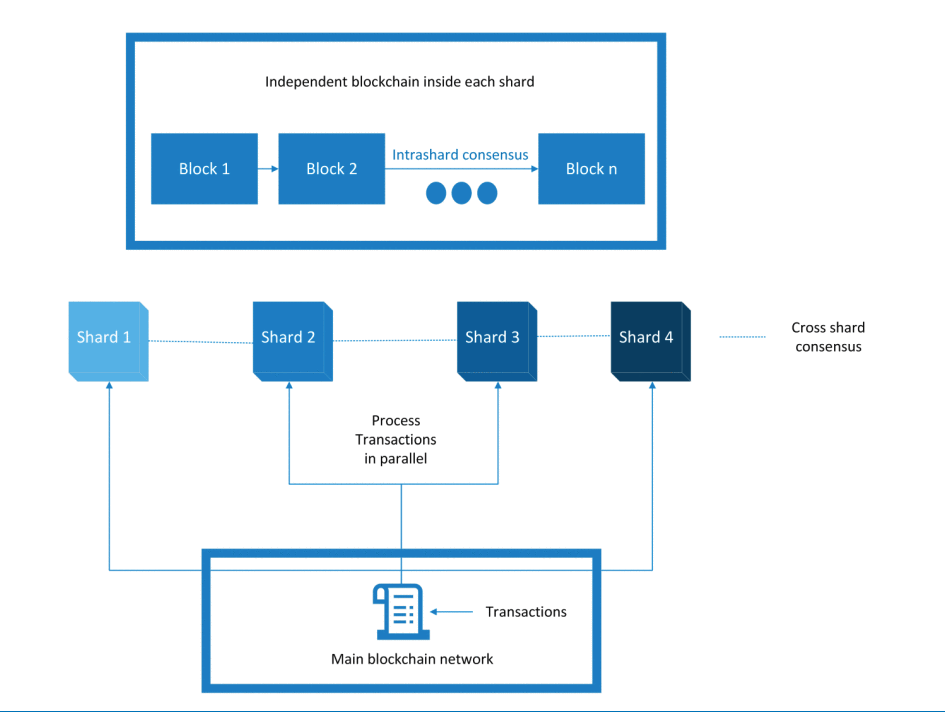 Independent blockchain inside each shard
Block 1
Block 2
Intrashard consensus
Block n
Shard 1
Shard 2
Shard 3
Shard 4
Cross shard
consensus
Process
Transactions
in parallel
Transactions
Main blockchain network